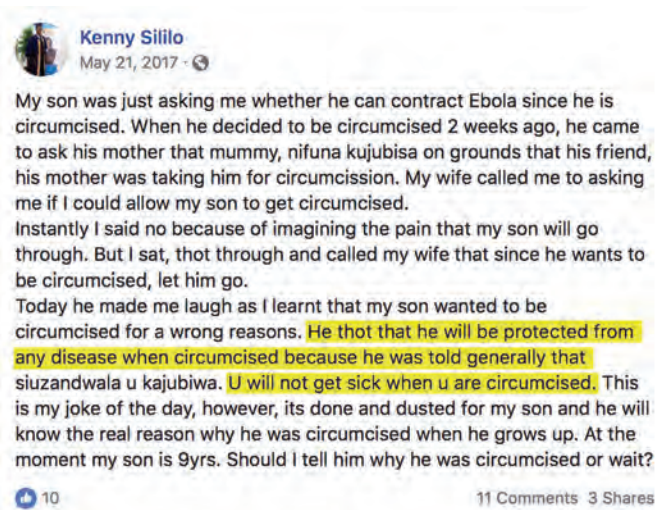 Kenny Sililo
May 21, 2017 ·
My son was just asking me whether he can contract Ebola since he is
circumcised. When he decided to be circumcised 2 weeks ago, he came
to ask his mother that mummy, nifuna kujubisa on grounds that his friend,
his mother was taking him for circumcission. My wife called me to asking
me if I could allow my son to get circumcised.
Instantly I said no because of imagining the pain that my son will go
through. But I sat, thot through and called my wife that since he wants to
be circumcised, let him go.
Today he made me laugh as I learnt that my son wanted to be
circumcised for a wrong reasons. He thot that he will be protected from
any disease when circumcised because he was told generally that
siuzandwala u kajubiwa. U will not get sick when u are circumcised. This
is my joke of the day, however, its done and dusted for my son and he will
know the real reason why he was circumcised when he grows up. At the
moment my son is 9yrs. Should I tell him why he was circumcised or wait?
10
11 Comments 3 Shares